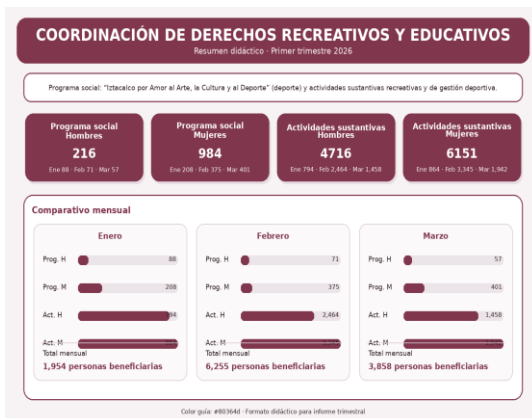 COORDINACIÓN DE DERECHOS RECREATIVOS Y EDUCATIVOS
Resumen didáctico · Primer trimestre 2026
Programa social: "Iztacalco por Amor al Arte, la Cultura y al Deporte" (deporte) y actividades sustantivas recreativas y de gestión deportiva.
Programa social
Hombres
216
Ene 88 · Feb 71 · Mar 57
Programa social
Mujeres
984
Ene 208 · Feb 375 · Mar 401
Actividades sustantivas
Hombres
4716
Ene 794 · Feb 2,464 · Mar 1,458
Actividades sustantivas
Mujeres
6151
Ene 864 · Feb 3,345 · Mar 1,942
Comparativo mensual
Enero
Prog. H 88
Prog. M 208
Act. H 794
Act. M
Total mensual
1,954 personas beneficiarias
Febrero
Prog. H 71
Prog. M 375
Act. H 2,464
Act. M
Total mensual
6,255 personas beneficiarias
Marzo
Prog. H 57
Prog. M 401
Act. H 1,458
Act. M
Total mensual
3,858 personas beneficiarias
Color guía: #80364d · Formato didáctico para informe trimestral